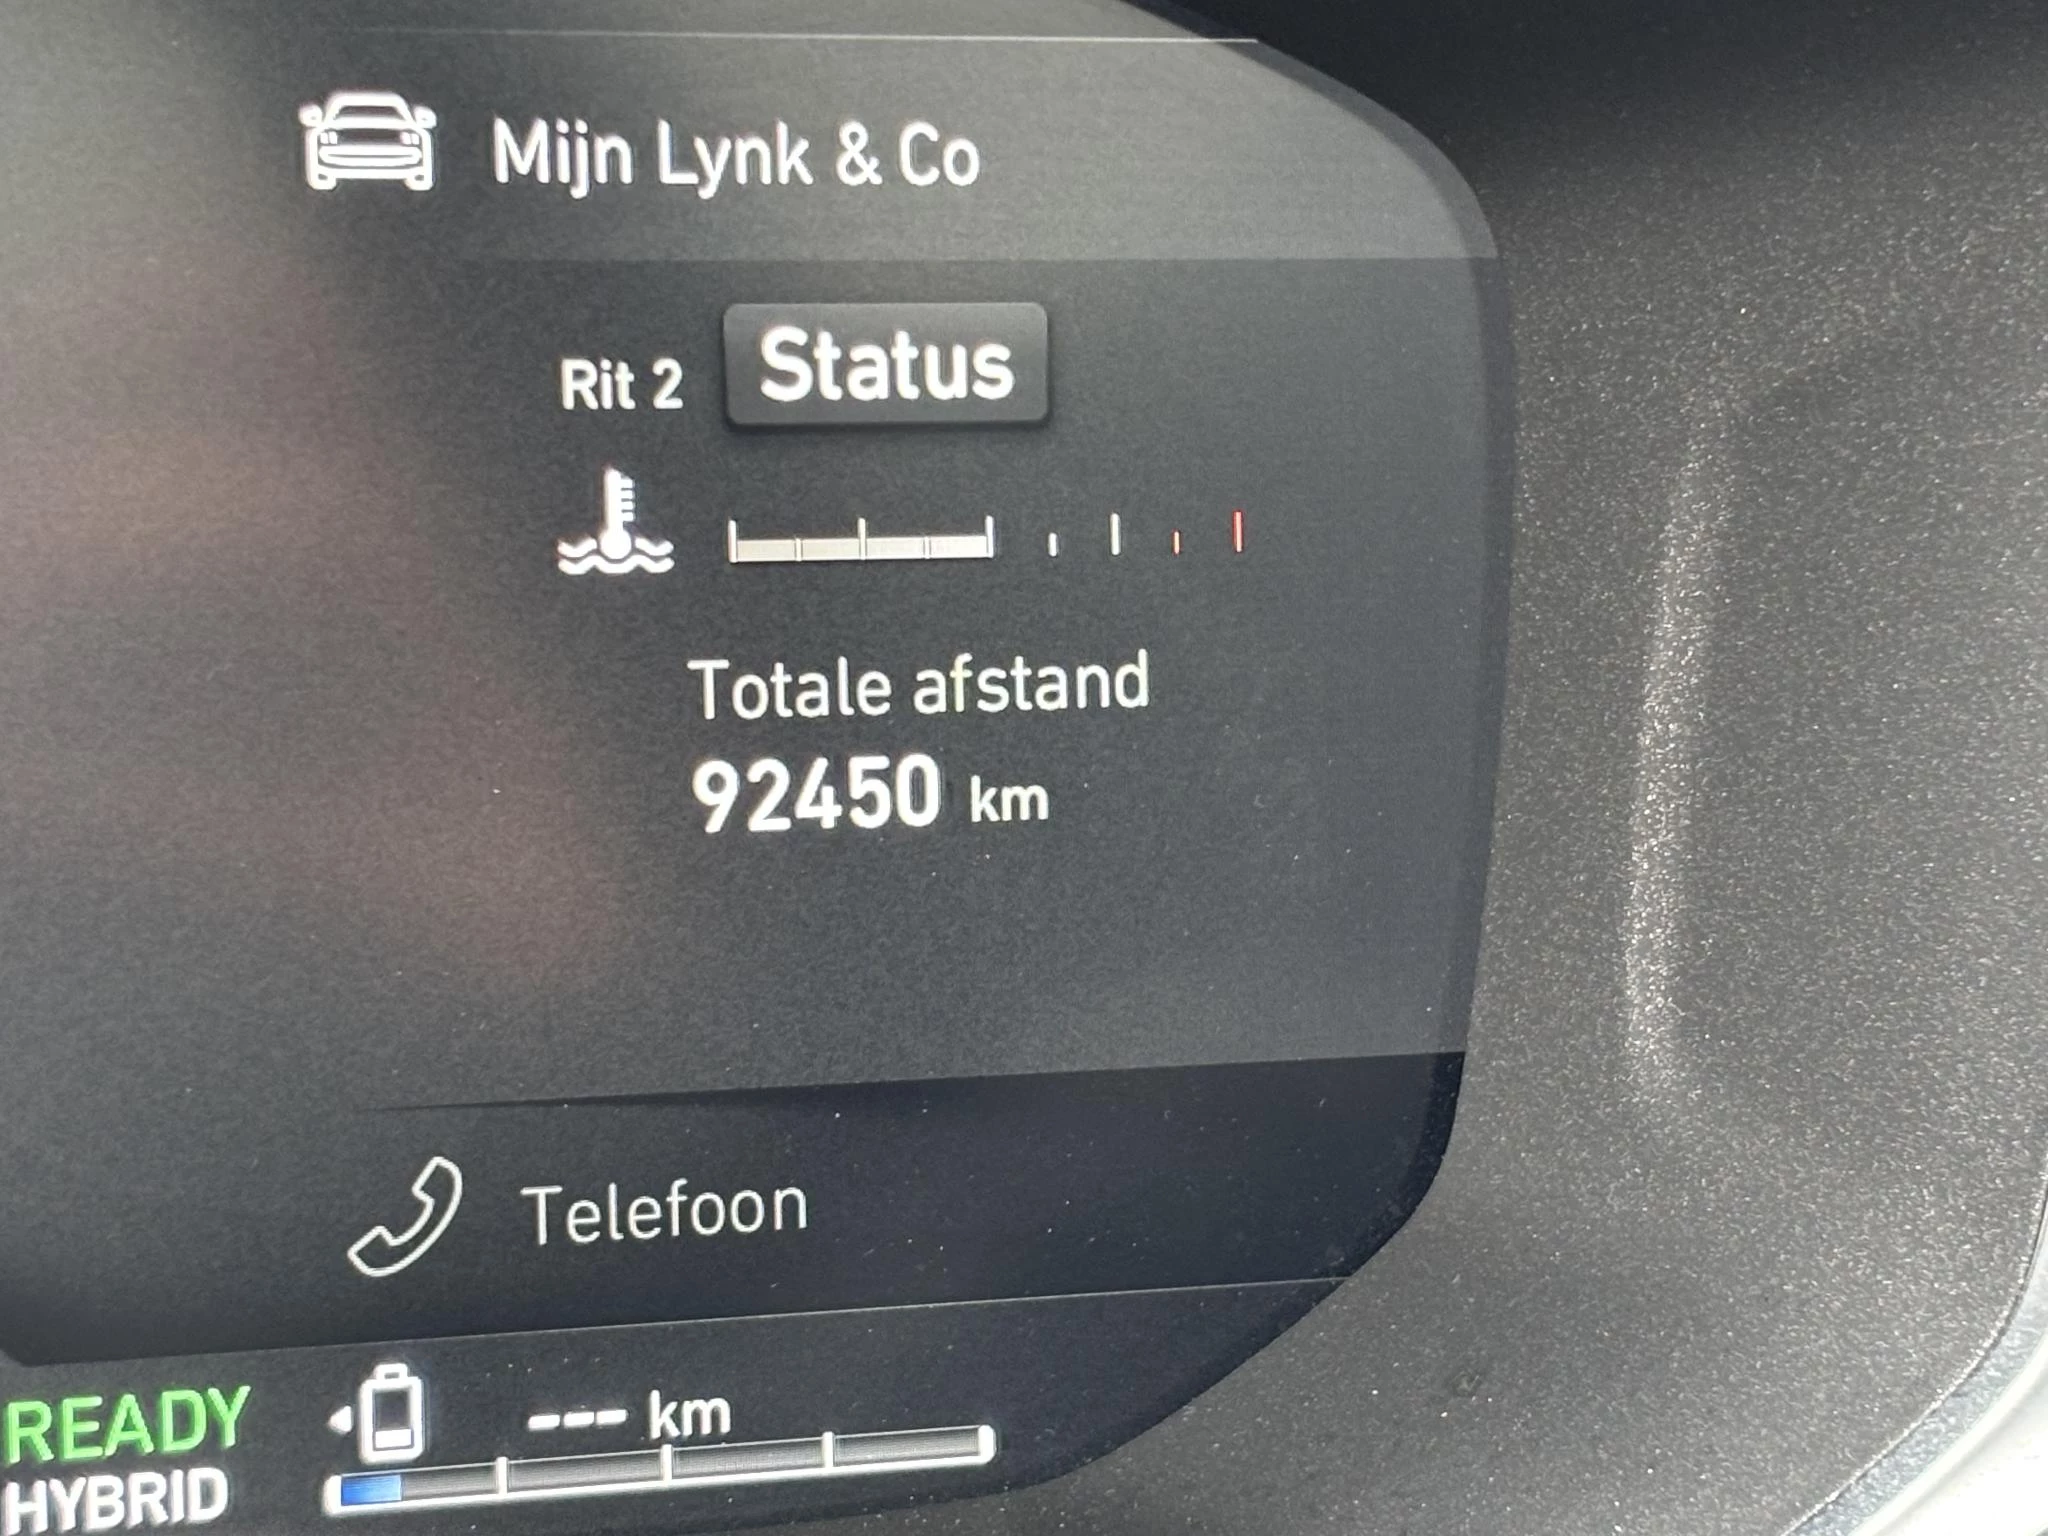 Mijn Lynk & Co
Rit 2 Status
Totale afstand
92450 km
Telefoon
READY --- km
HYBRID